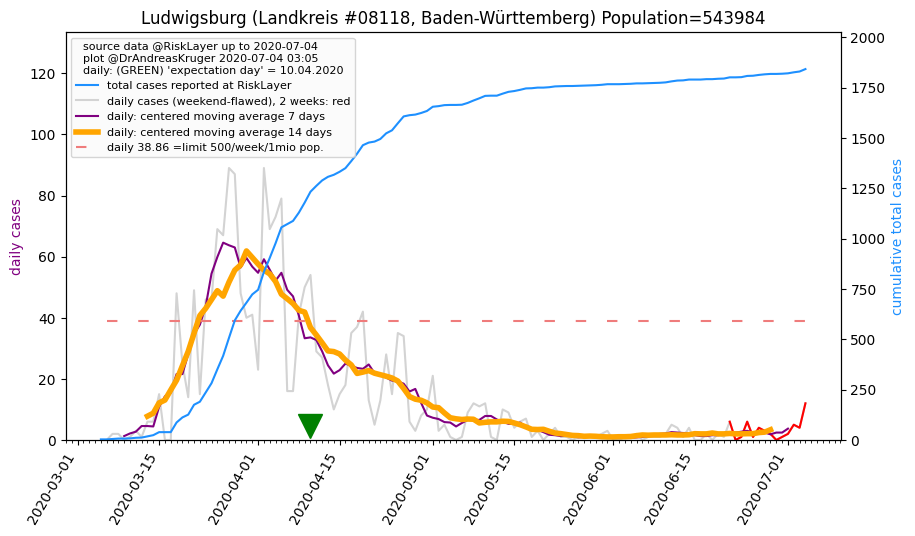 Ludwigsburg (Landkreis #08118, Baden-Württemberg) Population=543984
source data @RiskLayer up to 2020-07-04
plot @DrAndreasKruger 2020-07-04 03:05
daily: (GREEN) 'expectation day' = 10.04.2020
total cases reported at RiskLayer
daily cases (weekend-flawed), 2 weeks: red
daily: centered moving average 7 days
daily: centered moving average 14 days
daily 38.86 =limit 500/week/1mio pop.
daily cases
120
100
80
60
40
20
0
cumulative total cases
2000
1750
1500
1250
1000
750
500
250
0
2020-03-01
2020-03-15
2020-04-01
2020-04-15
2020-05-01
2020-05-15
2020-06-01
2020-06-15
2020-07-01